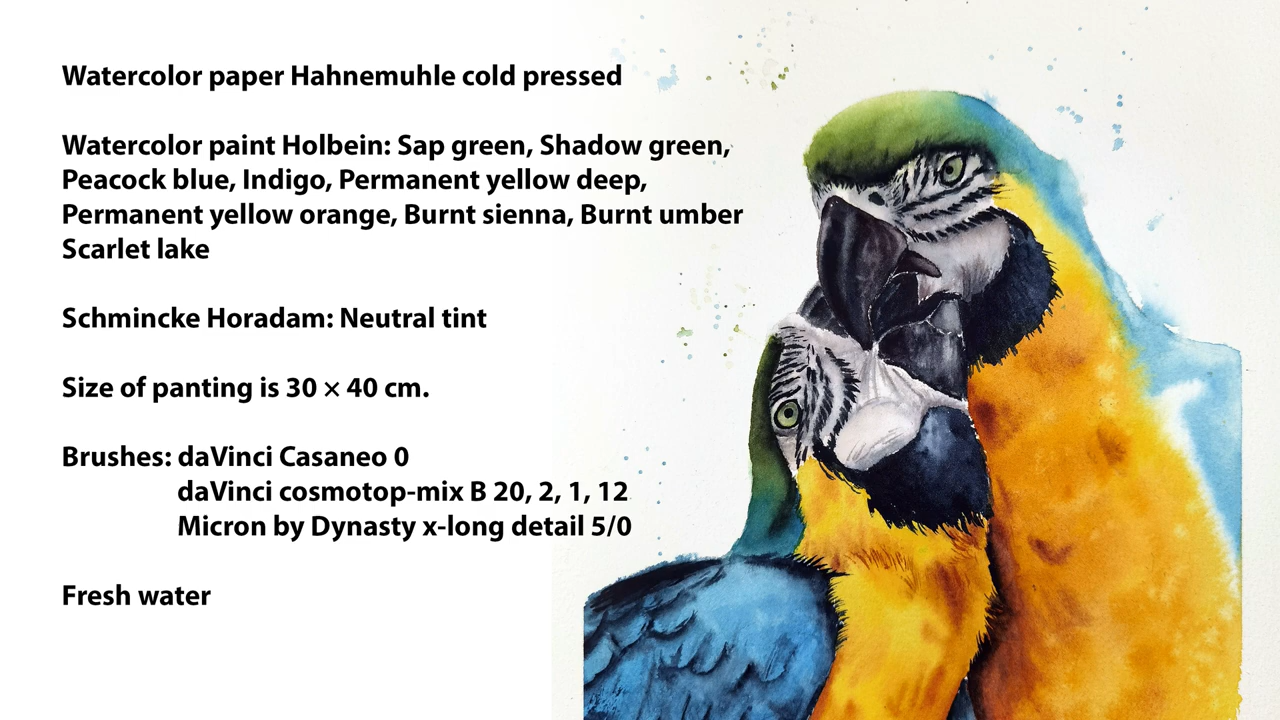 Watercolor paper Hahnemuhle cold pressed
Watercolor paint Holbein: Sap green, Shadow green,
Peacock blue, Indigo, Permanent yellow deep,
Permanent yellow orange, Burnt sienna, Burnt umber
Scarlet lake
Schmincke Horadam: Neutral tint
Size of panting is 30 × 40 cm.
Brushes: daVinci Casaneo 0
daVinci cosmotop-mix B 20, 2, 1, 12
Micron by Dynasty x-long detail 5/0
Fresh water